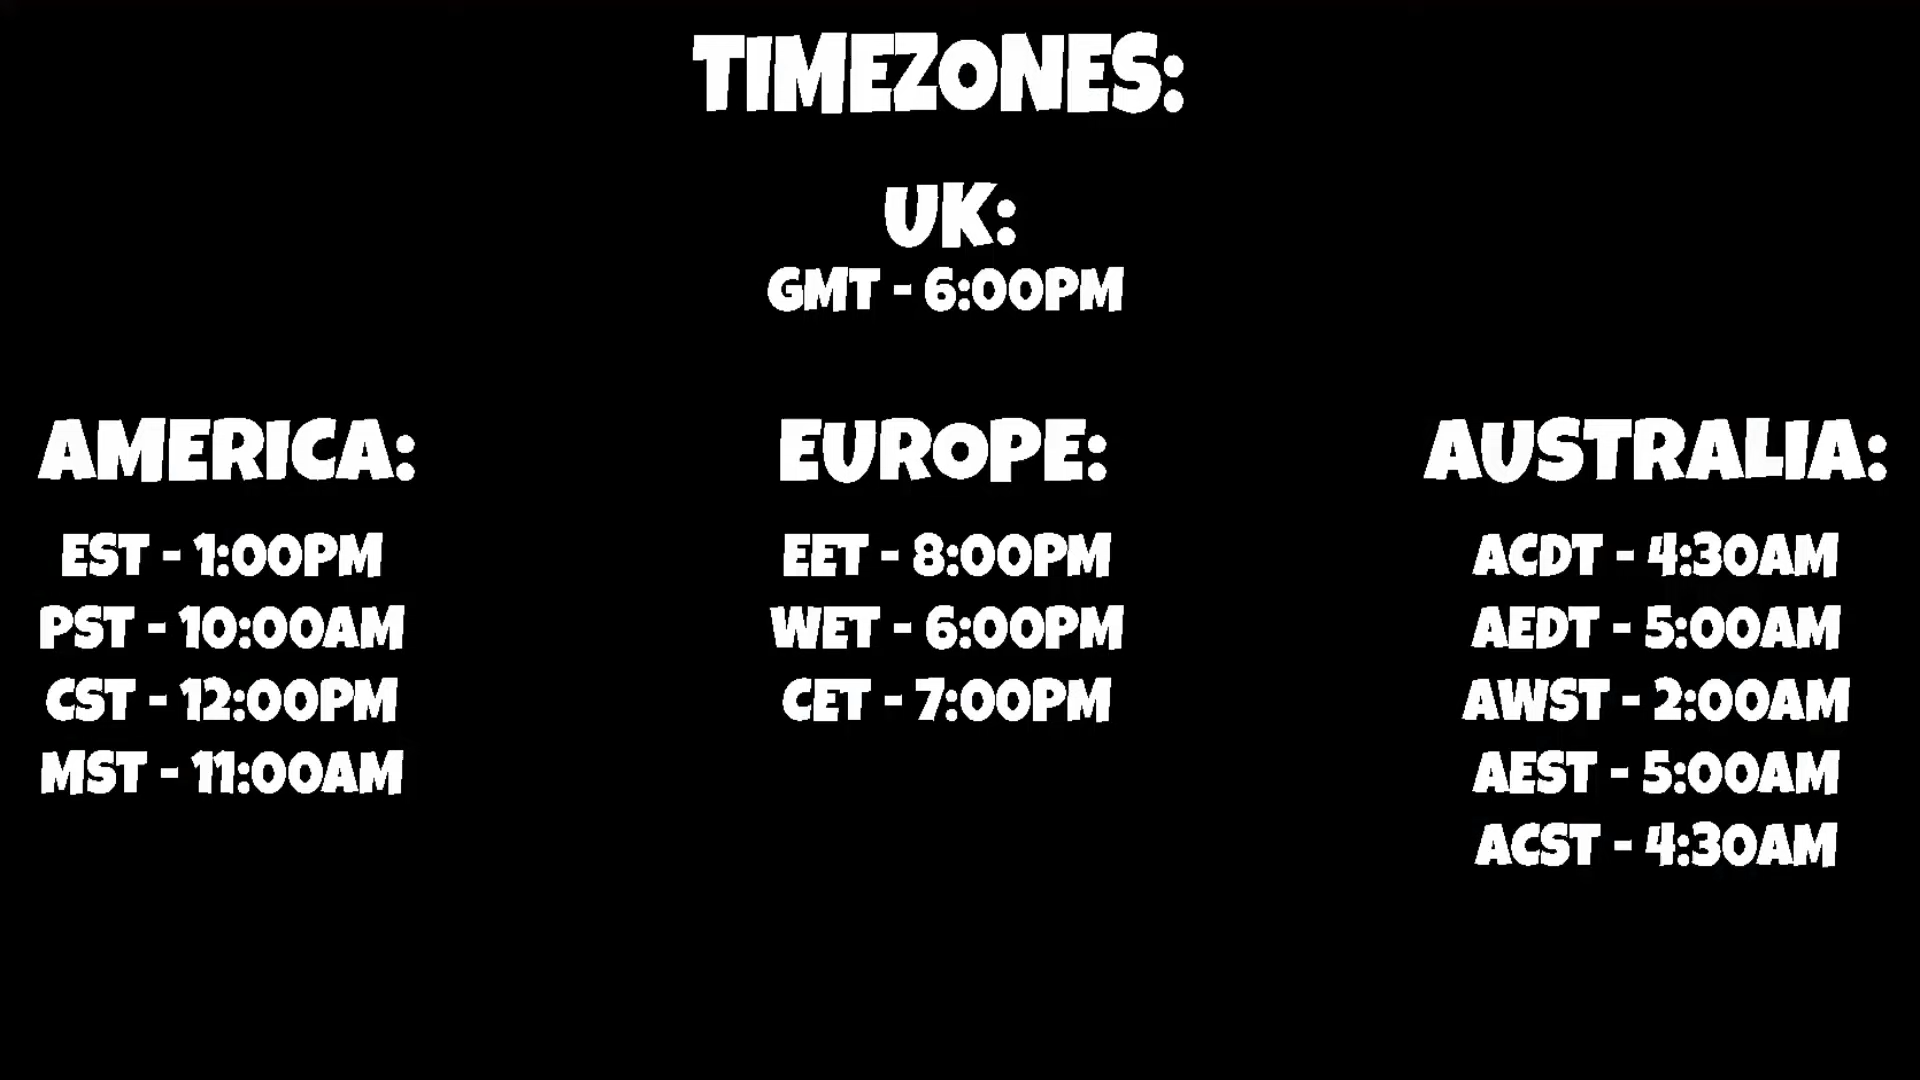 TIMEZONES:
UK:
GMT - 6:00PM
AMERICA:
EST - 1:00PM
PST - 10:00AM
CST - 12:00PM
MST - 11:00AM
EUROPE:
EET - 8:00PM
WET - 6:00PM
CET - 7:00PM
AUSTRALIA:
ACDT - 4:30AM
AEDT - 5:00AM
AWST - 2:00AM
AEST - 5:00AM
ACST - 4:30AM